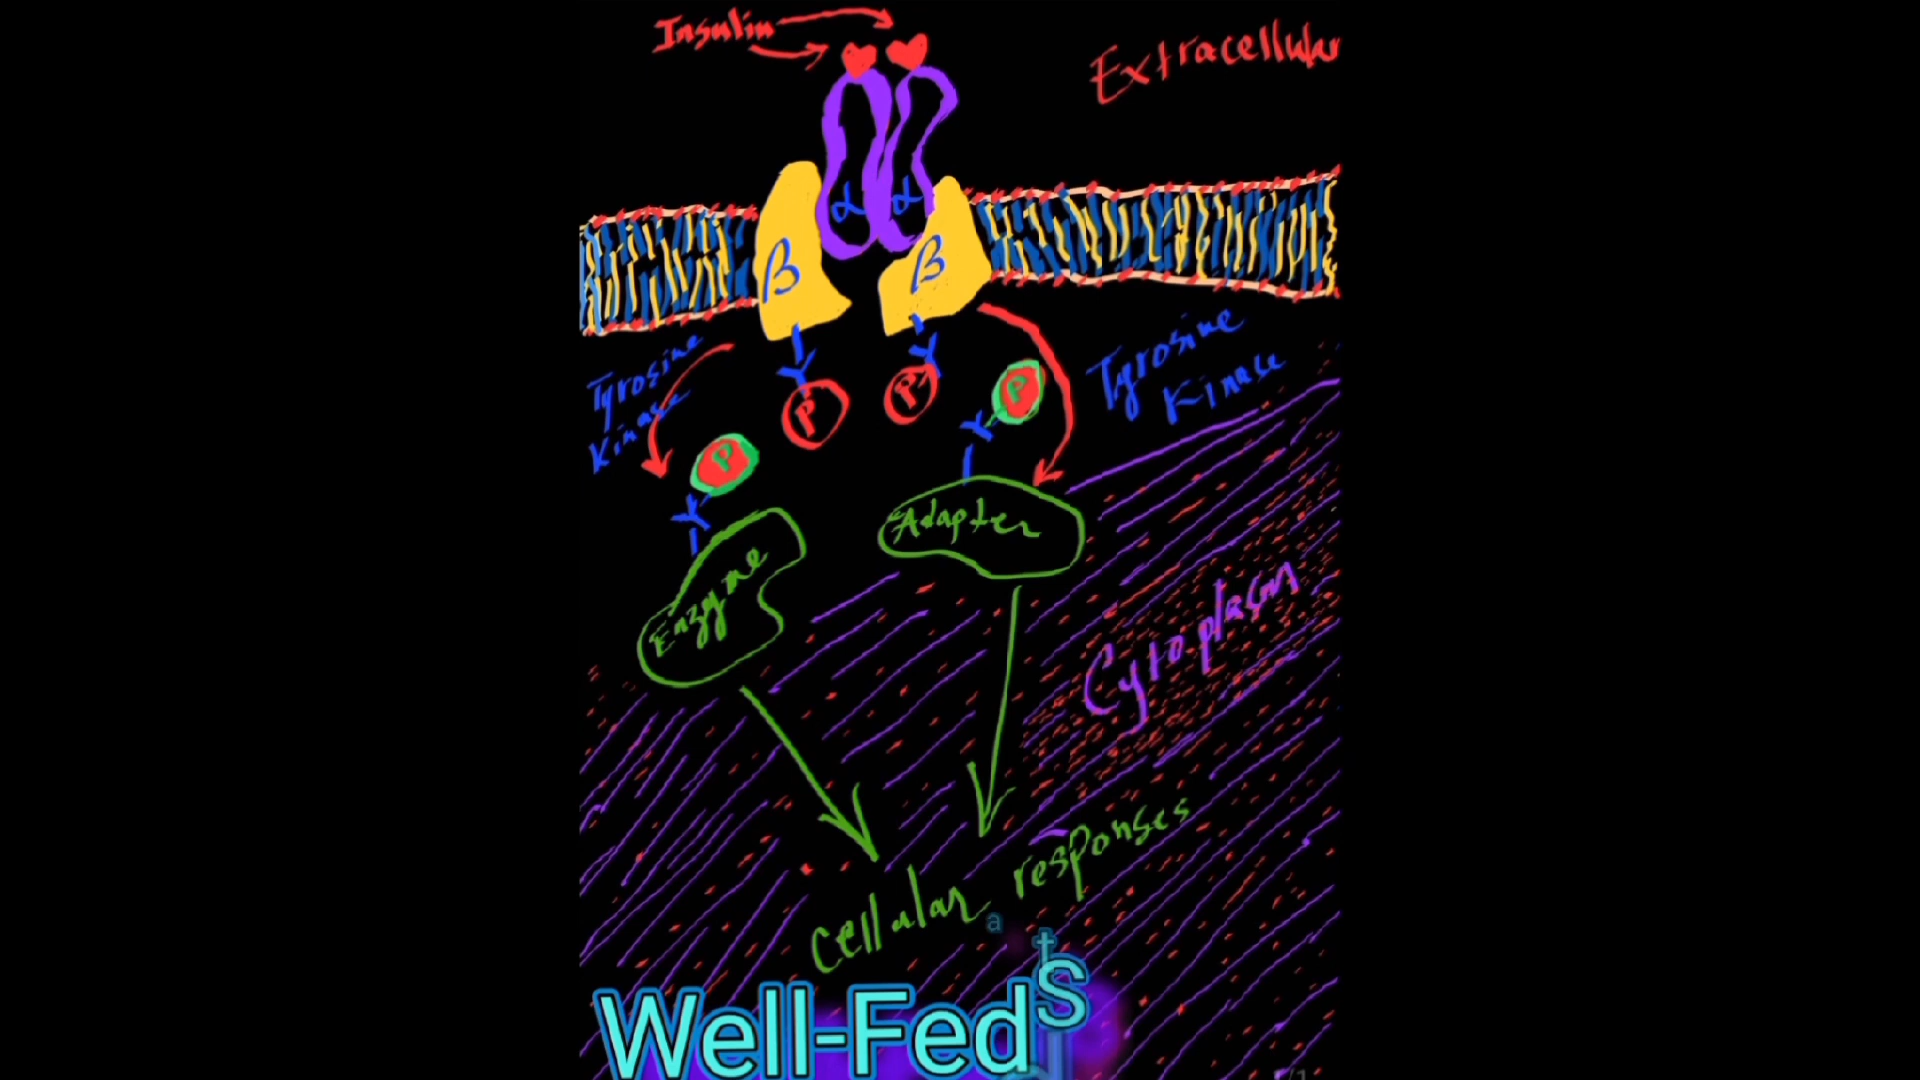 Insulin
Extracellular
α α
β β
Tyrosine
Kinase
Tyrosine
Kinase
P
P
P
P
Adapter
Enzyme
Cytoplasm
Cellular responses
a
t
Well-Fed S